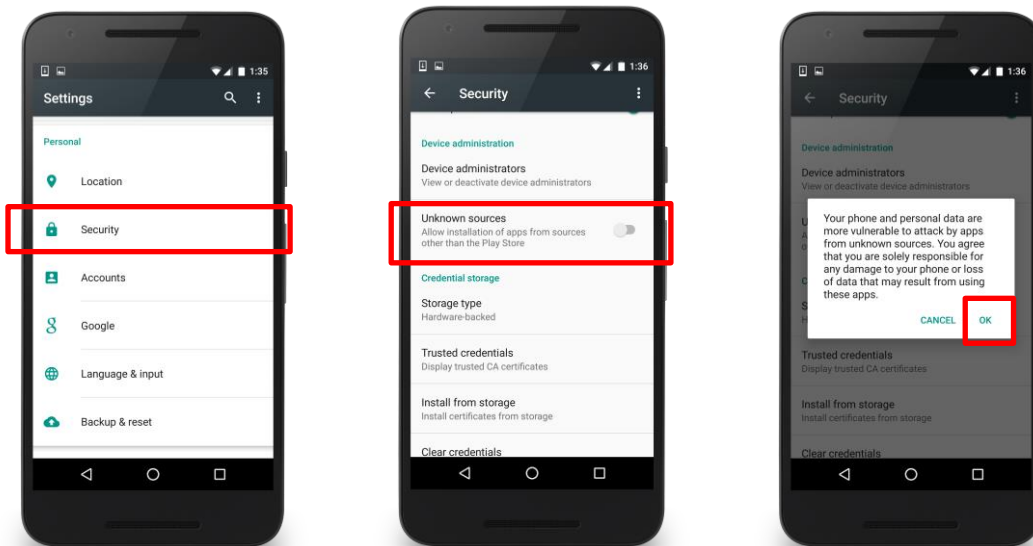 1:35
Settings
Personal
Location
Security
Accounts
Google
Language & input
Backup & reset
1:36
Security
Device administration
Device administrators
View or deactivate device administrators
Unknown sources
Allow installation of apps from sources
other than the Play Store
Credential storage
Storage type
Hardware-backed
Trusted credentials
Display trusted CA certificates
Install from storage
Install certificates from storage
Clear credentials
1:36
Security
Device administration
Device administrators
View or deactivate device administrators
Your phone and personal data are
more vulnerable to attack by apps
from unknown sources. You agree
that you are solely responsible for
any damage to your phone or loss
of data that may result from using
these apps.
CANCEL OK
Trusted credentials
Display trusted CA certificates
Install from storage
Install certificates from storage
Clear credentials